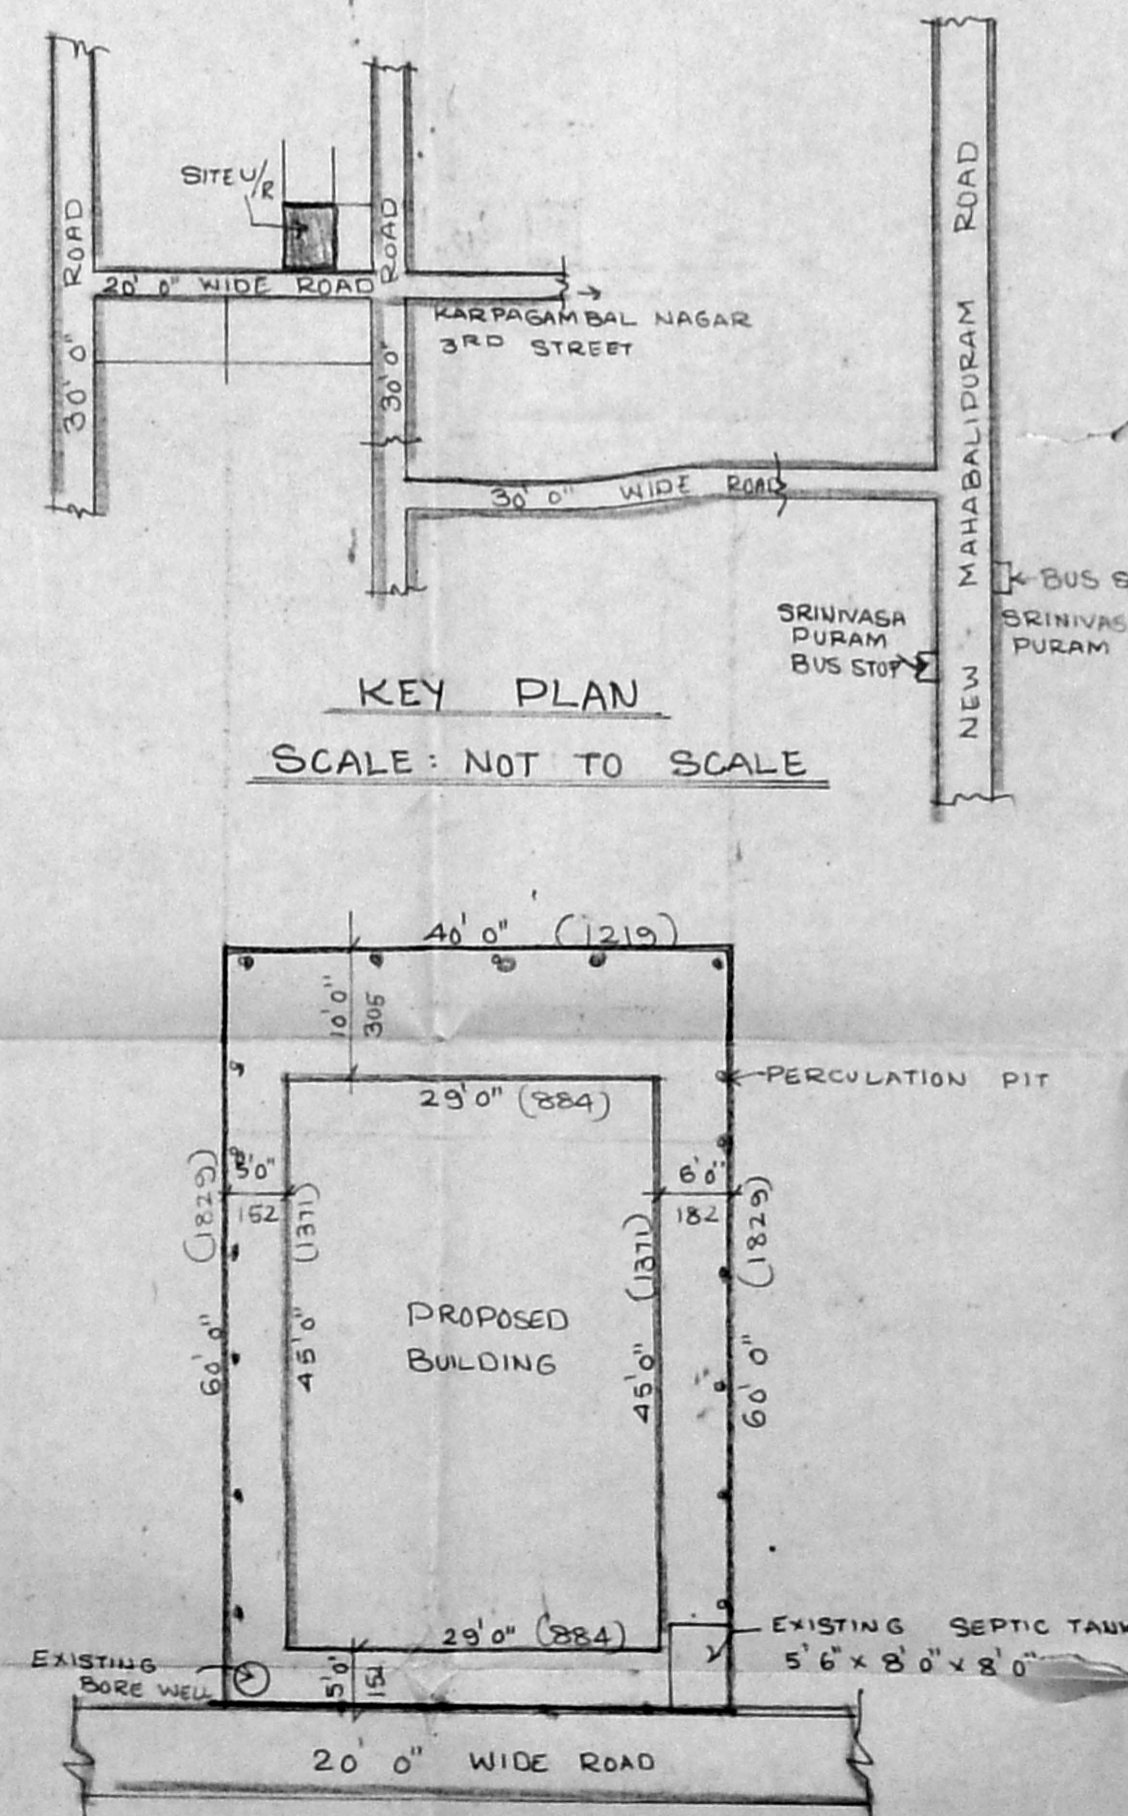 SITE U/R
ROAD
ROAD
20' 0" WIDE ROAD
30' 0"
30' 0"
KARPAGAMBAL NAGAR
3RD STREET
30' 0" WIDE ROAD
NEW MAHABALIPURAM ROAD
BUS S
SRINIVAS
PURAM
SRINIVASA
PURAM
BUS STOP
KEY PLAN
SCALE: NOT TO SCALE
40' 0" (1219)
10' 0"
305
PERCULATION PIT
29' 0" (884)
5' 0"
152
6' 0"
182
60' 0" (1829)
45' 0" (1371)
45' 0" (1371)
60' 0" (1829)
PROPOSED
BUILDING
29' 0" (884)
5' 0"
EXISTING
BORE WELL
EXISTING SEPTIC TANK
5' 6" x 8' 0" x 8' 0"
20' 0" WIDE ROAD